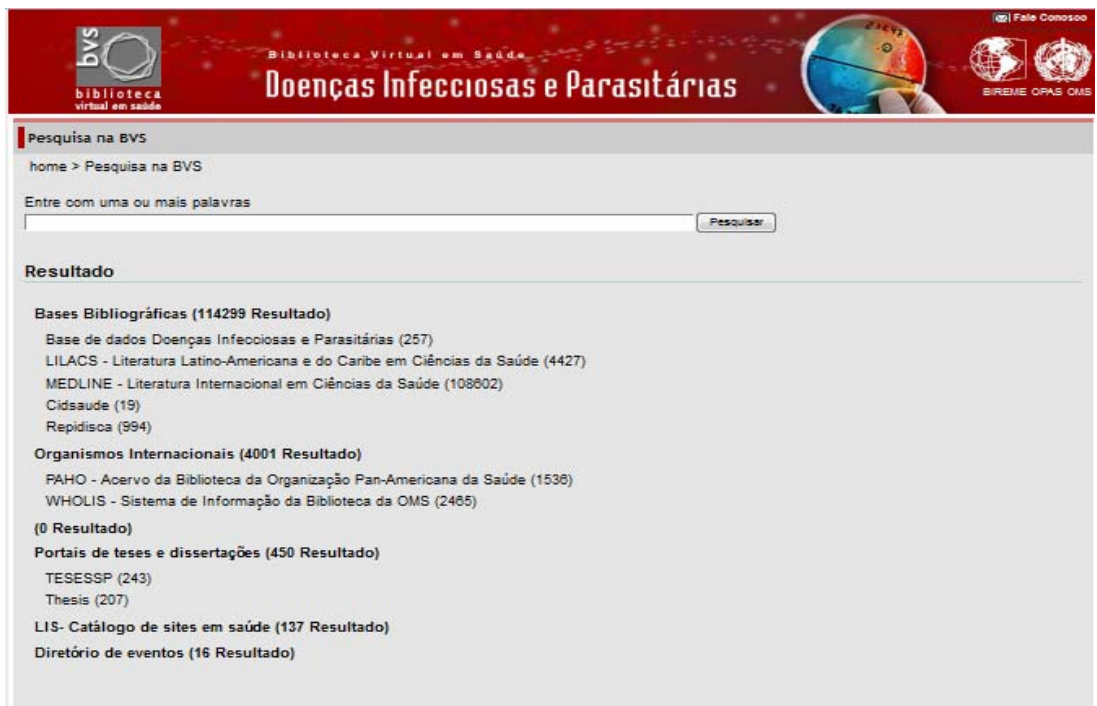 Fale Conosco
bvs
biblioteca
virtual em saúde
Biblioteca Virtual em Saúde
Doenças Infecciosas e Parasitárias
BIREME OPAS OMS
Pesquisa na BVS
home > Pesquisa na BVS
Entre com uma ou mais palavras
Pesquisar
Resultado
Bases Bibliográficas (114299 Resultado)
Base de dados Doenças Infecciosas e Parasitárias (257)
LILACS - Literatura Latino-Americana e do Caribe em Ciências da Saúde (4427)
MEDLINE - Literatura Internacional em Ciências da Saúde (108602)
Cidsaude (19)
Repidisca (994)
Organismos Internacionais (4001 Resultado)
PAHO - Acervo da Biblioteca da Organização Pan-Americana da Saúde (1536)
WHOLIS - Sistema de Informação da Biblioteca da OMS (2465)
(0 Resultado)
Portais de teses e dissertações (450 Resultado)
TESESSP (243)
Thesis (207)
LIS- Catálogo de sites em saúde (137 Resultado)
Diretório de eventos (16 Resultado)